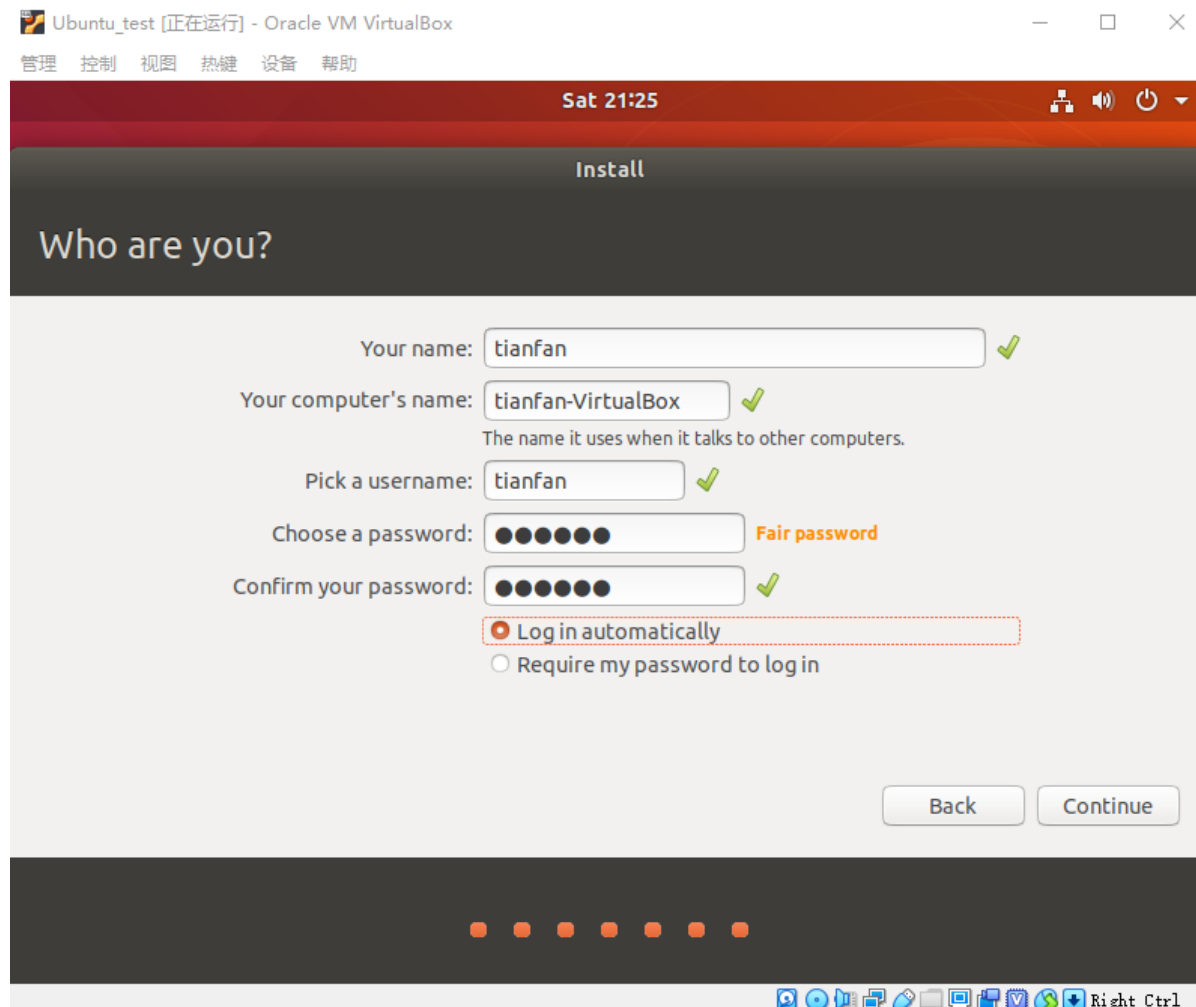 Ubuntu_test [正在运行] - Oracle VM VirtualBox
管理 控制 视图 热键 设备 帮助
Sat 21:25
Install
Who are you?
Your name: tianfan
Your computer's name: tianfan-VirtualBox
The name it uses when it talks to other computers.
Pick a username: tianfan
Choose a password: ●●●●●● Fair password
Confirm your password: ●●●●●●
Log in automatically
Require my password to log in
Back Continue
Right Ctrl